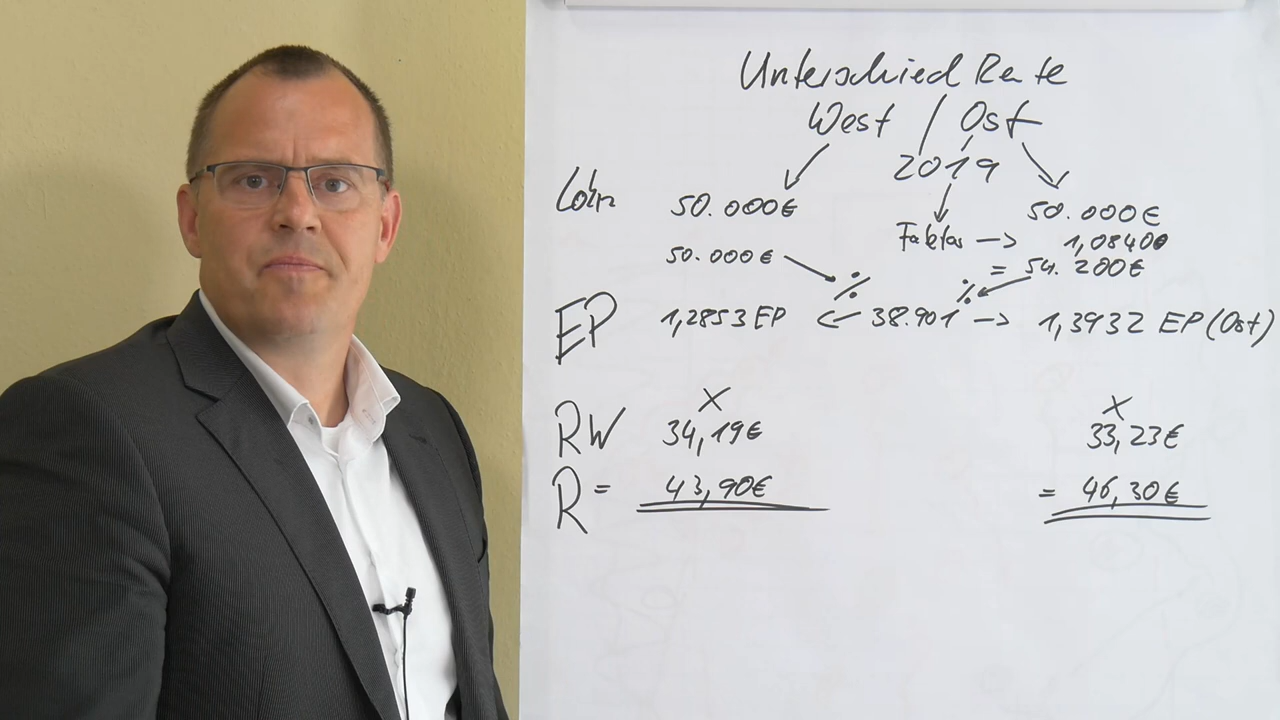 Unterschied Rente
West / Ost
2019
Lohn 50.000€ 50.000€
Faktor → 1,08400
50.000€ = 54.200€
% %
EP 1,2853 EP ← 38.901 → 1,3932 EP (Ost)
X X
RW 34,19€ 33,23€
R = 43,90€ = 46,30€